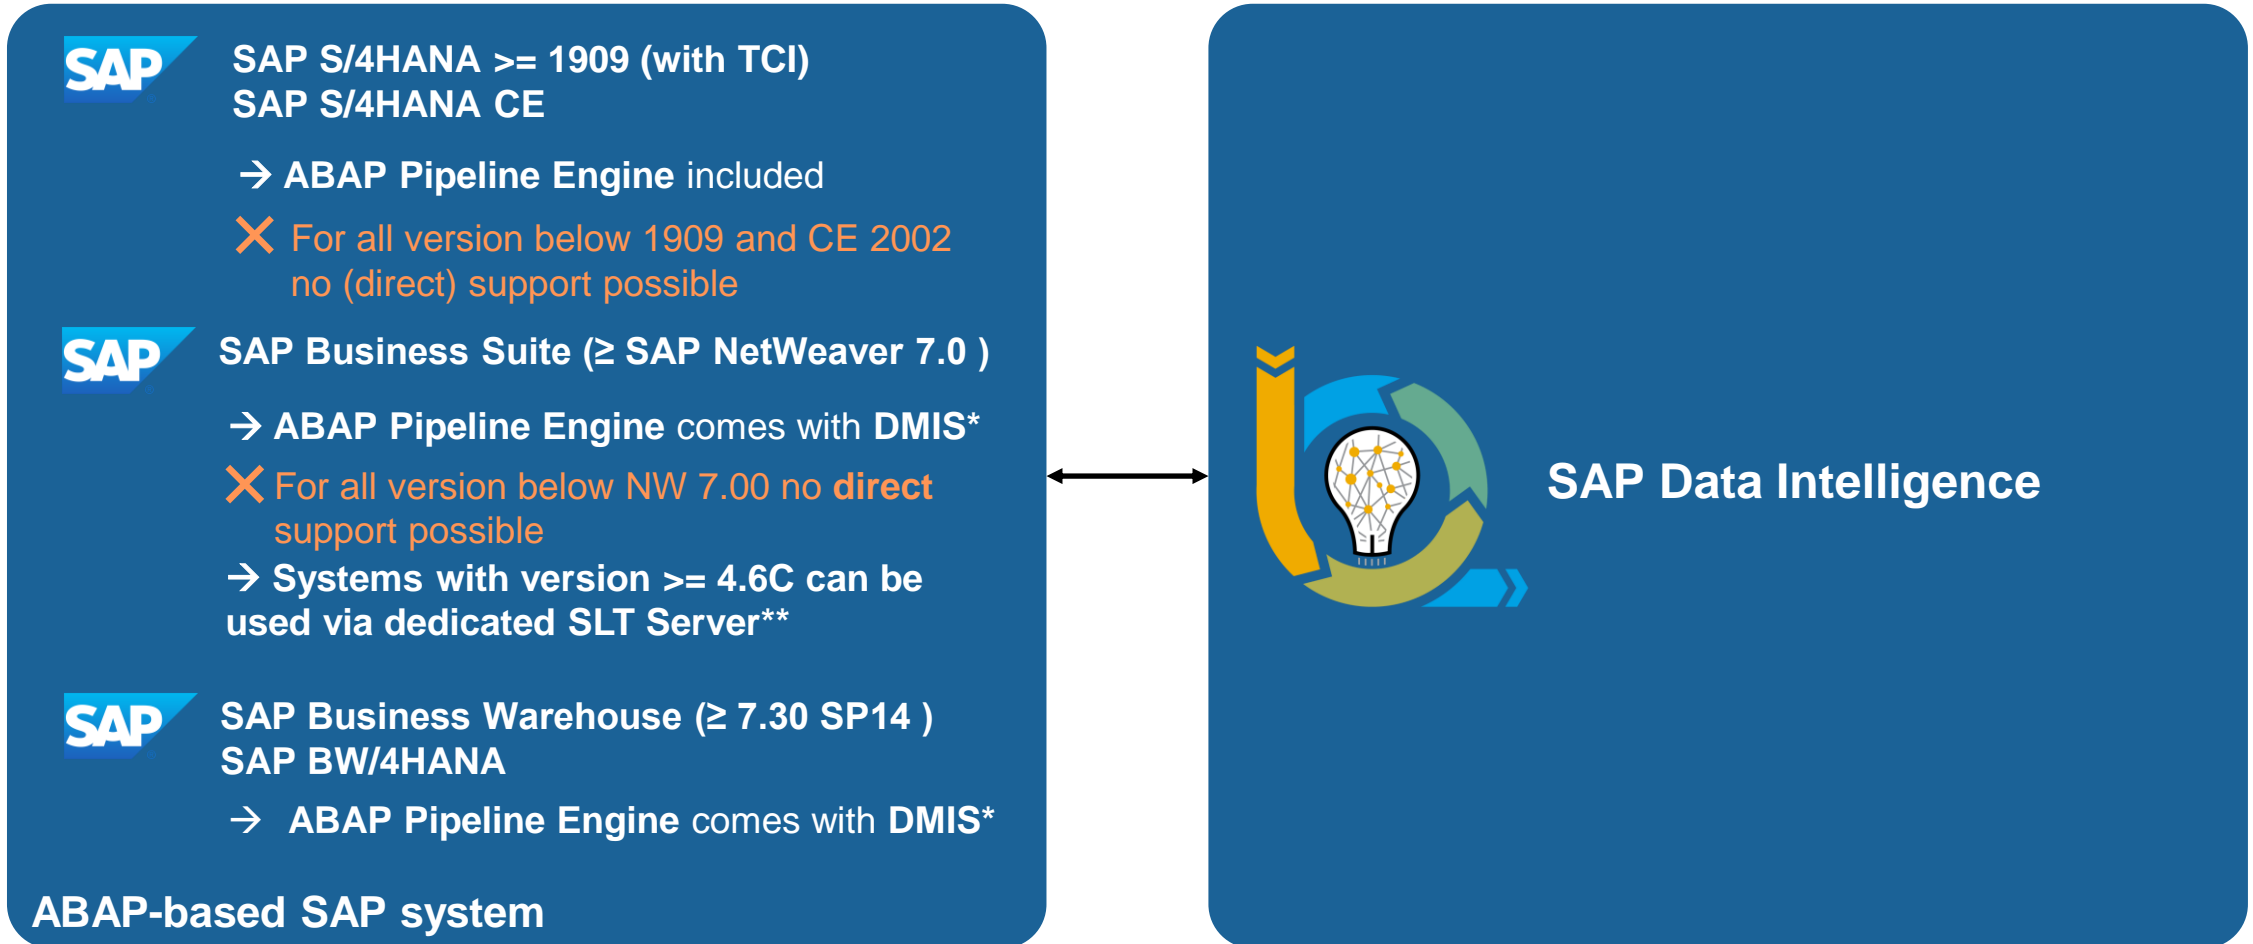 SAP
SAP S/4HANA >= 1909 (with TCI)
SAP S/4HANA CE
→ ABAP Pipeline Engine included
For all version below 1909 and CE 2002
no (direct) support possible
SAP
SAP Business Suite (≥ SAP NetWeaver 7.0 )
→ ABAP Pipeline Engine comes with DMIS*
For all version below NW 7.00 no direct
support possible
→ Systems with version >= 4.6C can be
used via dedicated SLT Server**
SAP
SAP Business Warehouse (≥ 7.30 SP14 )
SAP BW/4HANA
→ ABAP Pipeline Engine comes with DMIS*
ABAP-based SAP system
SAP Data Intelligence